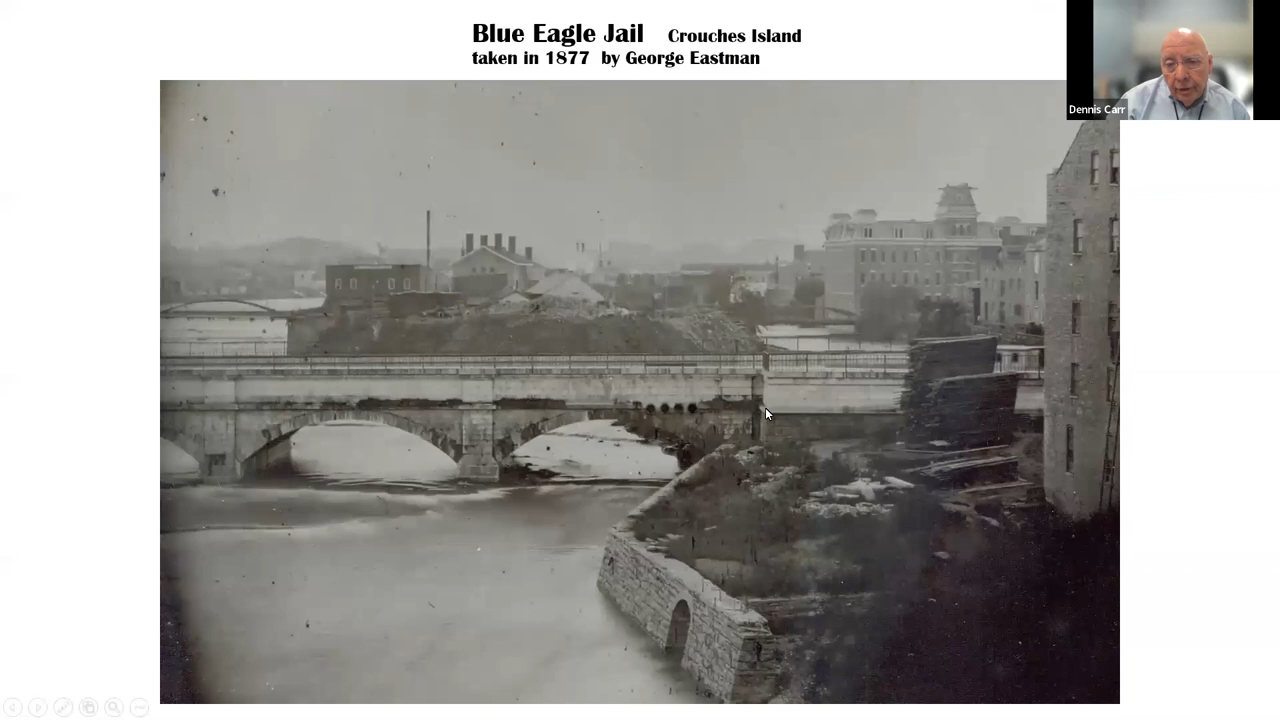 Blue Eagle Jail Crouches Island
taken in 1877 by George Eastman
Dennis Carr